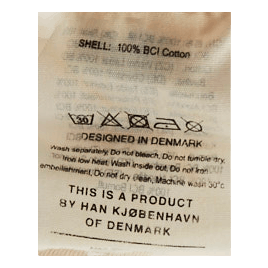 SHELL: 100% BCI Cotton
30
DESIGNED IN DENMARK
Wash separately, Do not bleach, Do not tumble dry,
Iron low heat, Wash inside out, Do not iron
embellishment, Do not dry clean, Machine wash 30°c
THIS IS A PRODUCT
BY HAN KJØBENHAVN
OF DENMARK